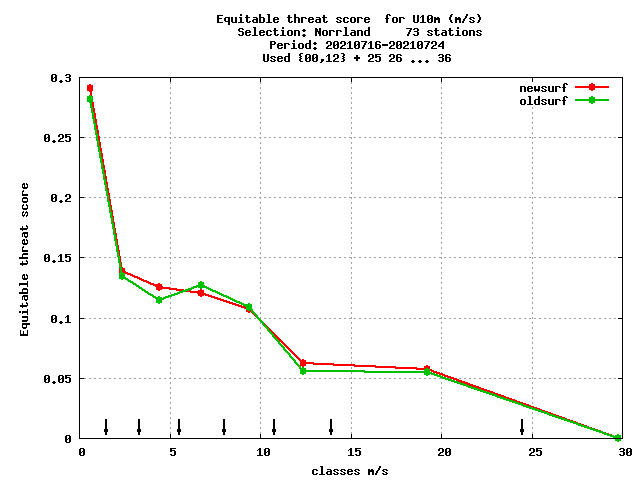 Equitable threat score  for U10m (m/s)
Selection: Norrland     73 stations
Period: 20210716-20210724
Used {00,12} + 25 26 ... 36
newsurf
oldsurf
Equitable threat score
0.3
0.25
0.2
0.15
0.1
0.05
0
0 5 10 15 20 25 30
classes m/s